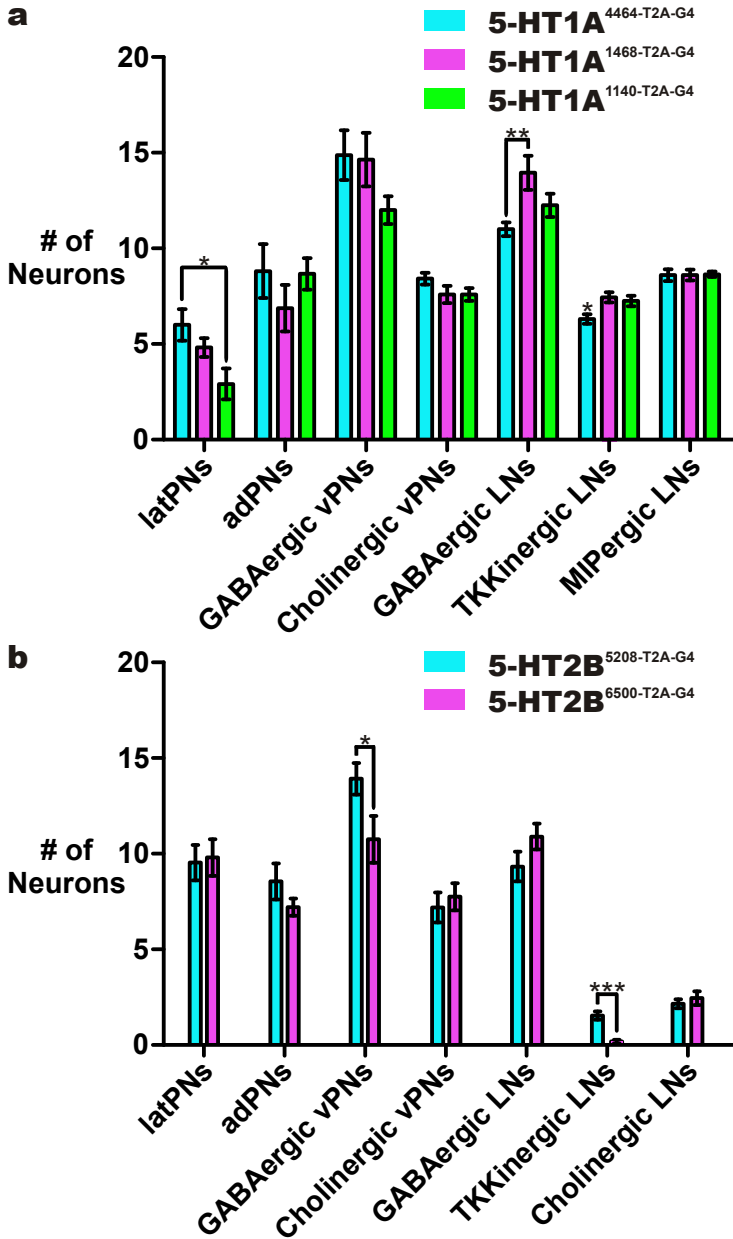 a
5-HT1A4464-T2A-G4
5-HT1A1468-T2A-G4
5-HT1A1140-T2A-G4
# of
Neurons
20
15
10
5
0
*
**
*
latPNs
adPNs
GABAergic vPNs
Cholinergic vPNs
GABAergic LNs
TKKinergic LNs
MIPergic LNs
b
5-HT2B5208-T2A-G4
5-HT2B6500-T2A-G4
# of
Neurons
20
15
10
5
0
*
***
latPNs
adPNs
GABAergic vPNs
Cholinergic vPNs
GABAergic LNs
TKKinergic LNs
Cholinergic LNs